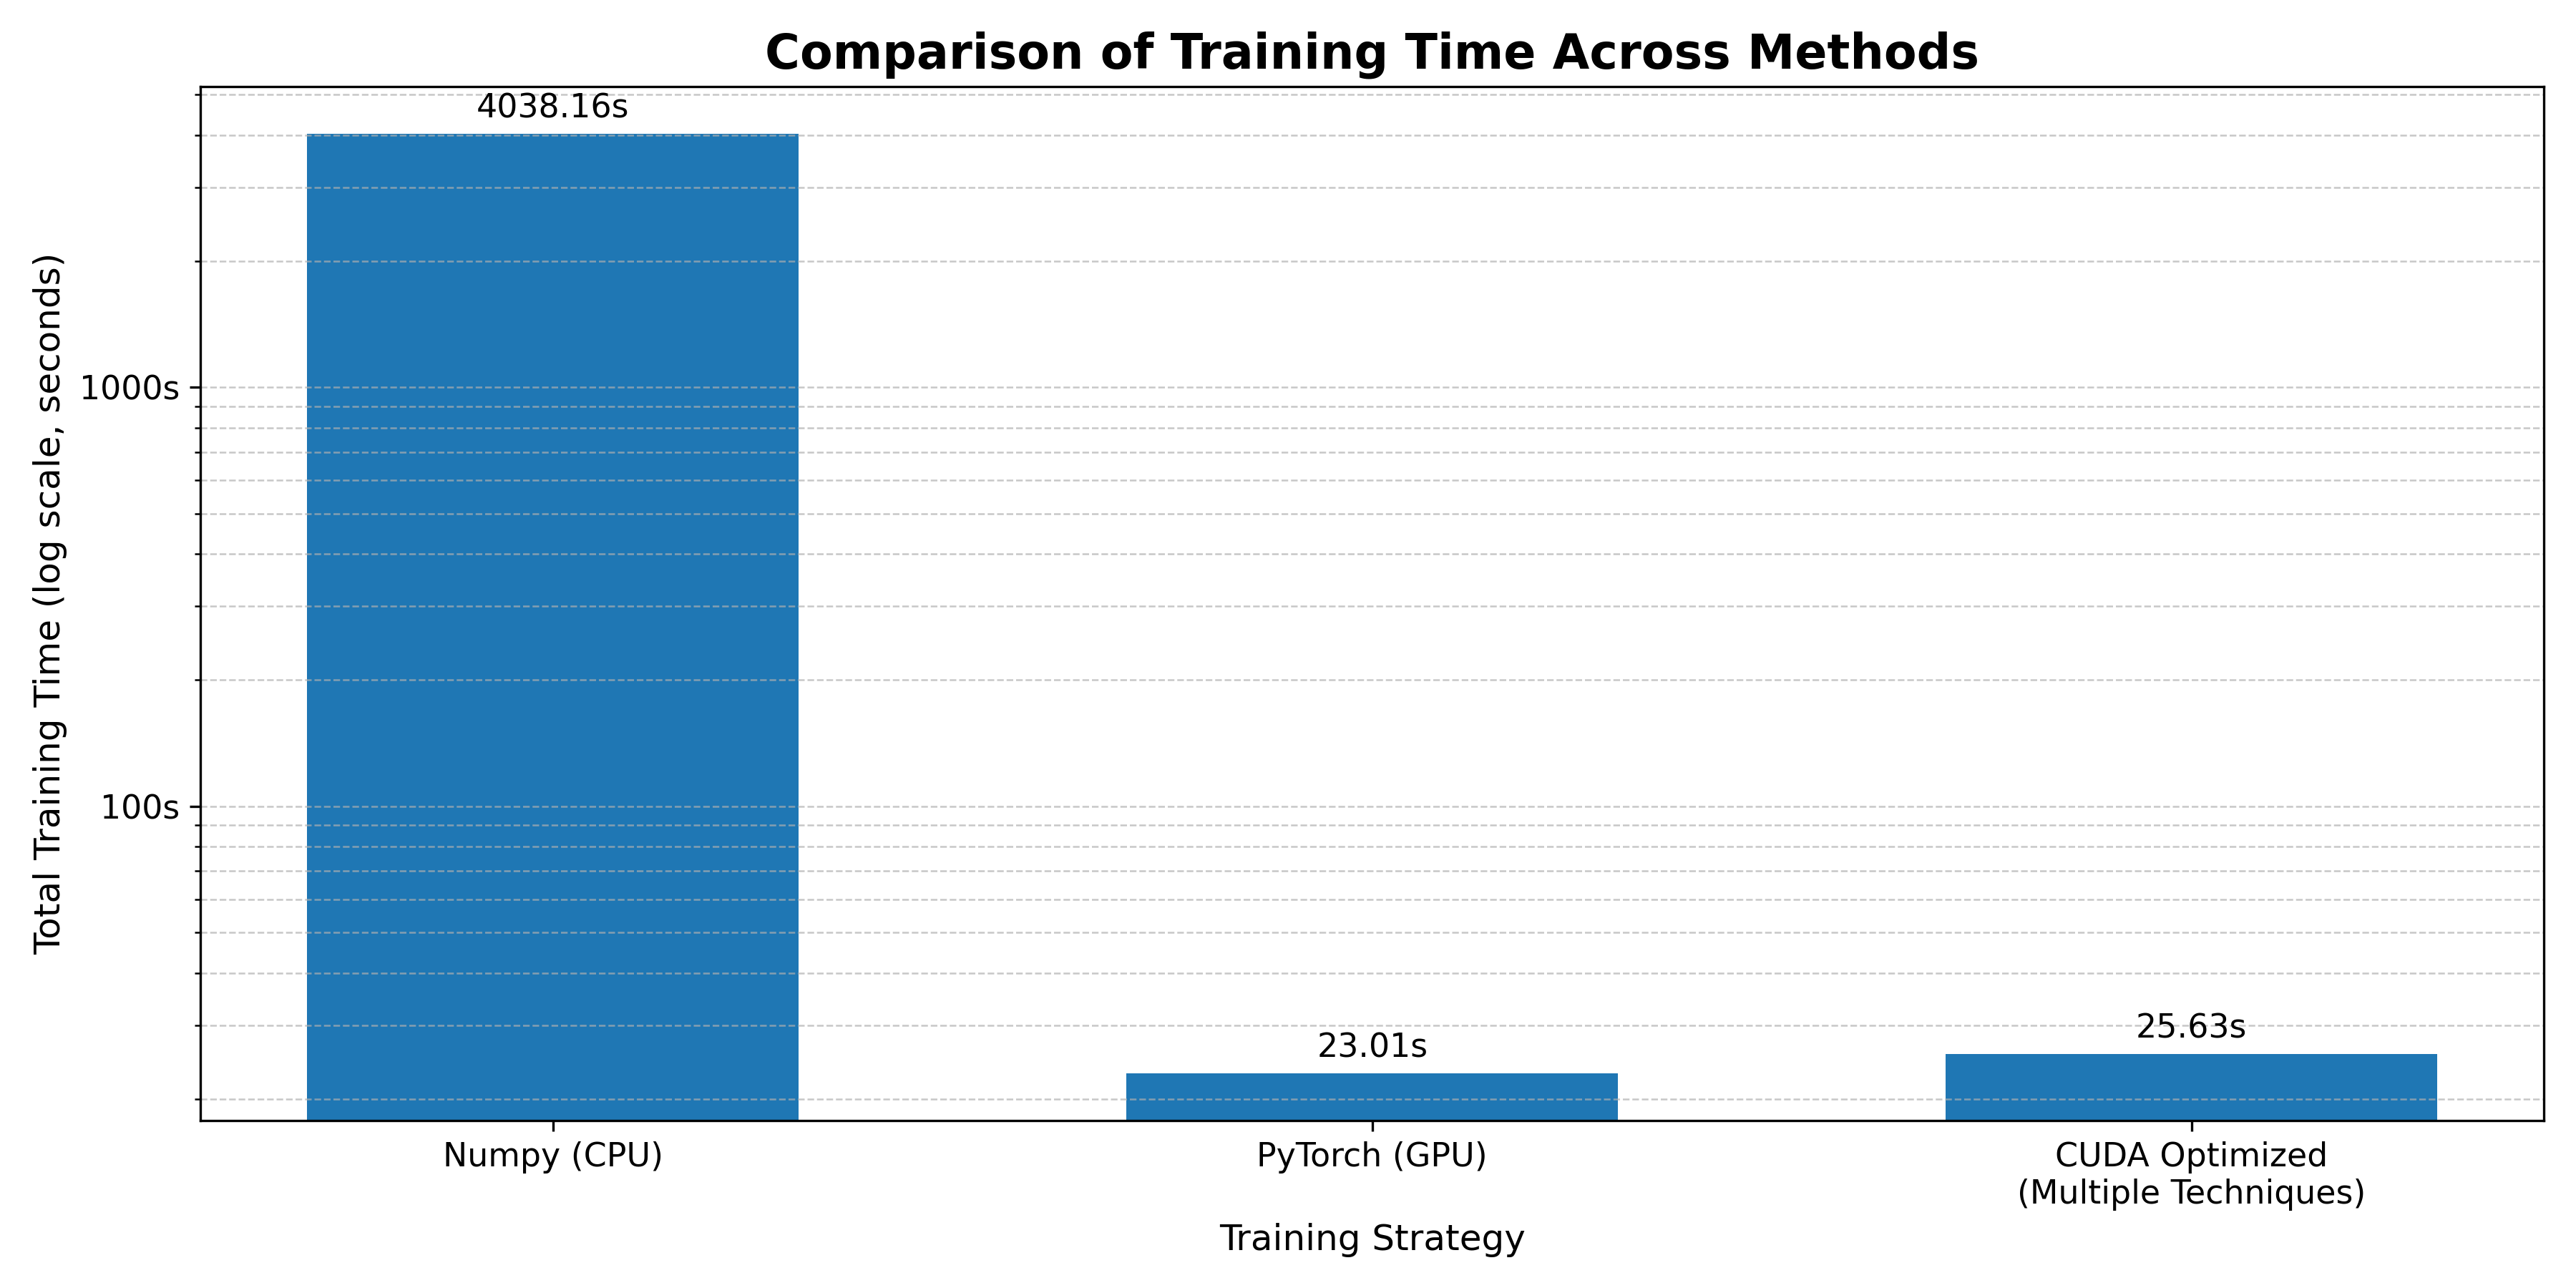 Comparison of Training Time Across Methods
Total Training Time (log scale, seconds)
1000s
100s
4038.16s
23.01s
25.63s
Numpy (CPU)
PyTorch (GPU)
CUDA Optimized
(Multiple Techniques)
Training Strategy